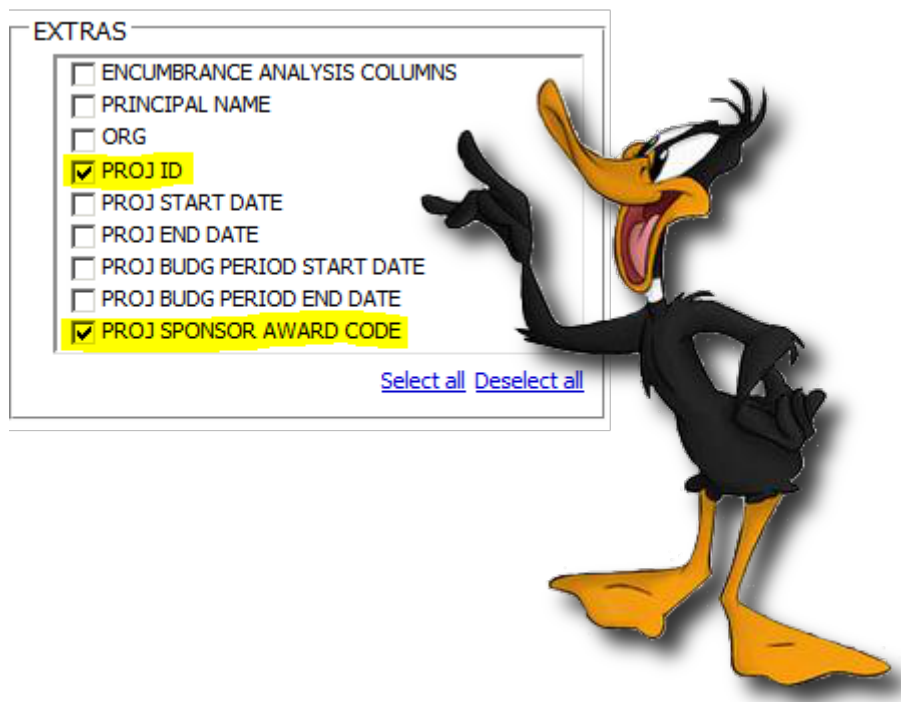 EXTRAS
ENCUMBRANCE ANALYSIS COLUMNS
PRINCIPAL NAME
ORG
PROJ ID
PROJ START DATE
PROJ END DATE
PROJ BUDG PERIOD START DATE
PROJ BUDG PERIOD END DATE
PROJ SPONSOR AWARD CODE
Select all Deselect all